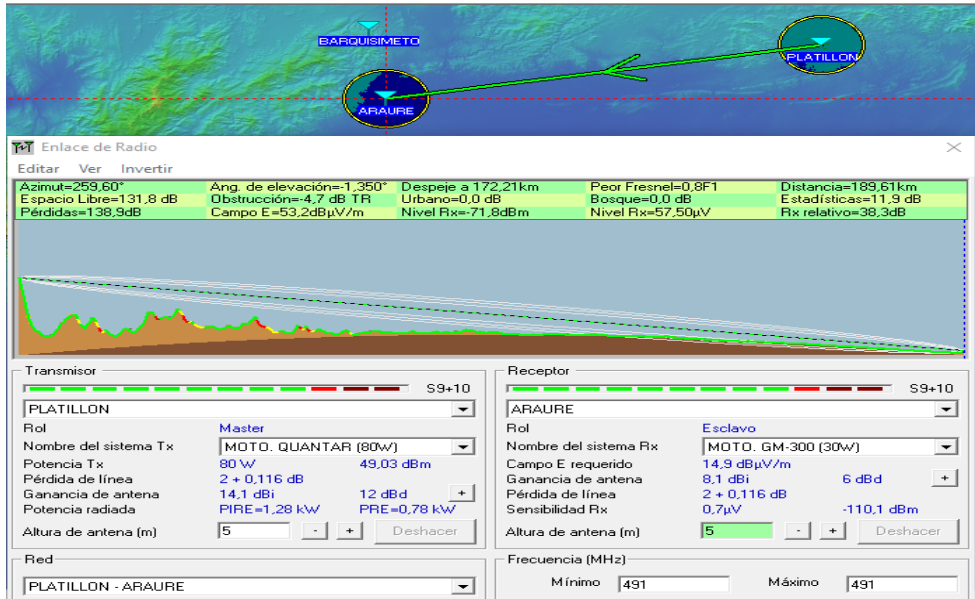 BARQUISIMETO
PLATILLON
ARAURE
Enlace de Radio
Editar Ver Invertir
Azimut=259,60° Ang. de elevación=-1,350° Despeje a 172,21km Peor Fresnel=0,8F1 Distancia=189,61km
Espacio Libre=131,8 dB Obstrucción=-4,7 dB TR Urbano=0,0 dB Bosque=0,0 dB Estadísticas=11,9 dB
Pérdidas=138,9dB Campo E=53,2dBµV/m Nivel Rx=-71,8dBm Nivel Rx=57,50µV Rx relativo=38,3dB
Transmisor
S9+10
PLATILLON
Rol Master
Nombre del sistema Tx MOTO. QUANTAR (80W)
Potencia Tx 80 W 49,03 dBm
Pérdida de línea 2 + 0,116 dB
Ganancia de antena 14,1 dBi 12 dBd +
Potencia radiada PIRE=1,28 kW PRE=0,78 kW
Altura de antena (m) 5 - + Deshacer
Red
PLATILLON - ARAURE
Receptor
S9+10
ARAURE
Rol Esclavo
Nombre del sistema Rx MOTO. GM-300 (30W)
Campo E requerido 14,9 dBµV/m
Ganancia de antena 8,1 dBi 6 dBd +
Pérdida de línea 2 + 0,116 dB
Sensibilidad Rx 0,7µV -110,1 dBm
Altura de antena (m) 5 - + Deshacer
Frecuencia (MHz)
Mínimo 491 Máximo 491